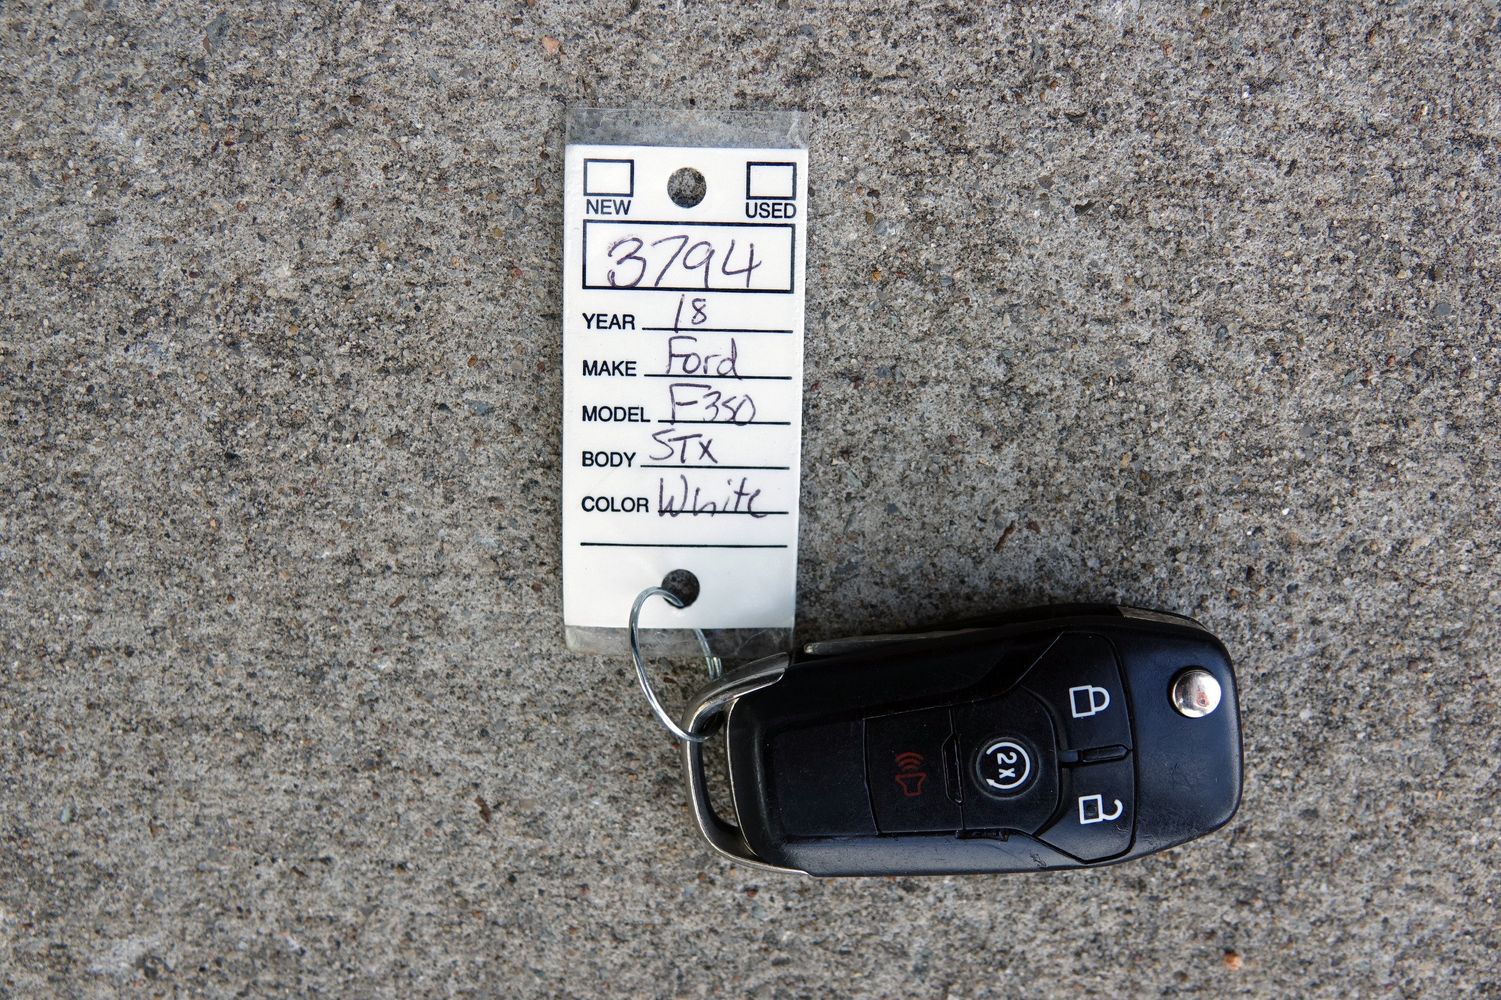 NEW USED
3794
YEAR 18
MAKE Ford
MODEL F350
BODY STX
COLOR White
2X